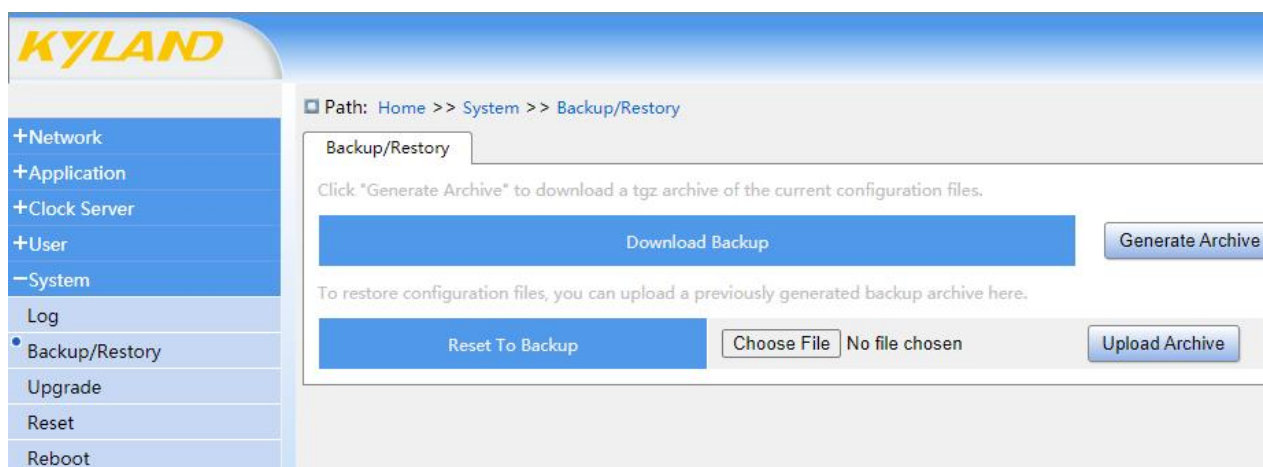 KYLAND
Path: Home >> System >> Backup/Restory
+Network
+Application
+Clock Server
+User
−System
Log
Backup/Restory
Upgrade
Reset
Reboot
Backup/Restory
Click "Generate Archive" to download a tgz archive of the current configuration files.
Download Backup Generate Archive
To restore configuration files, you can upload a previously generated backup archive here.
Reset To Backup Choose File No file chosen Upload Archive